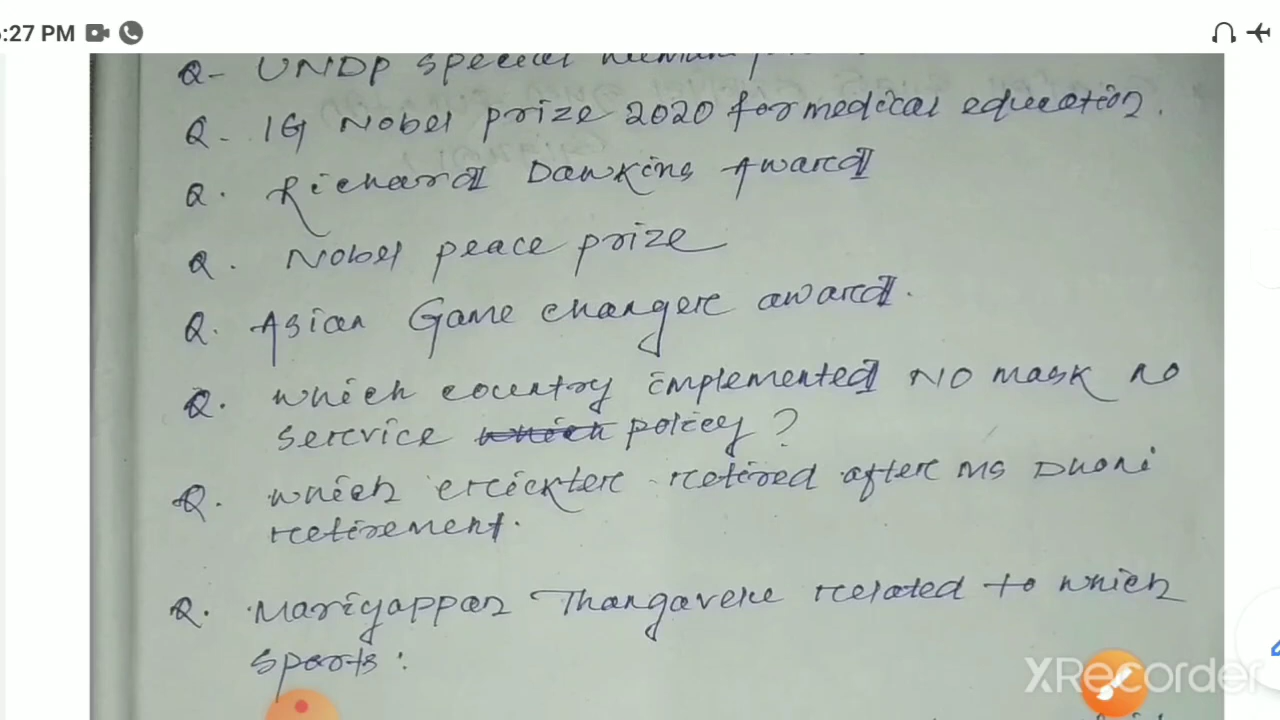 :27 PM
Q- UNDP special
Q- IG Nobel prize 2020 for medical education.
Q. Richard Dawkins Award
Q. Nobel peace prize
Q. Asian Game changer award.
Q. which country implemented NO mask no
service which policy?
Q. which crickter retired after MS Dhoni
retirement.
Q. Mariyappan Thangavelu related to which
sports:
XRecorder